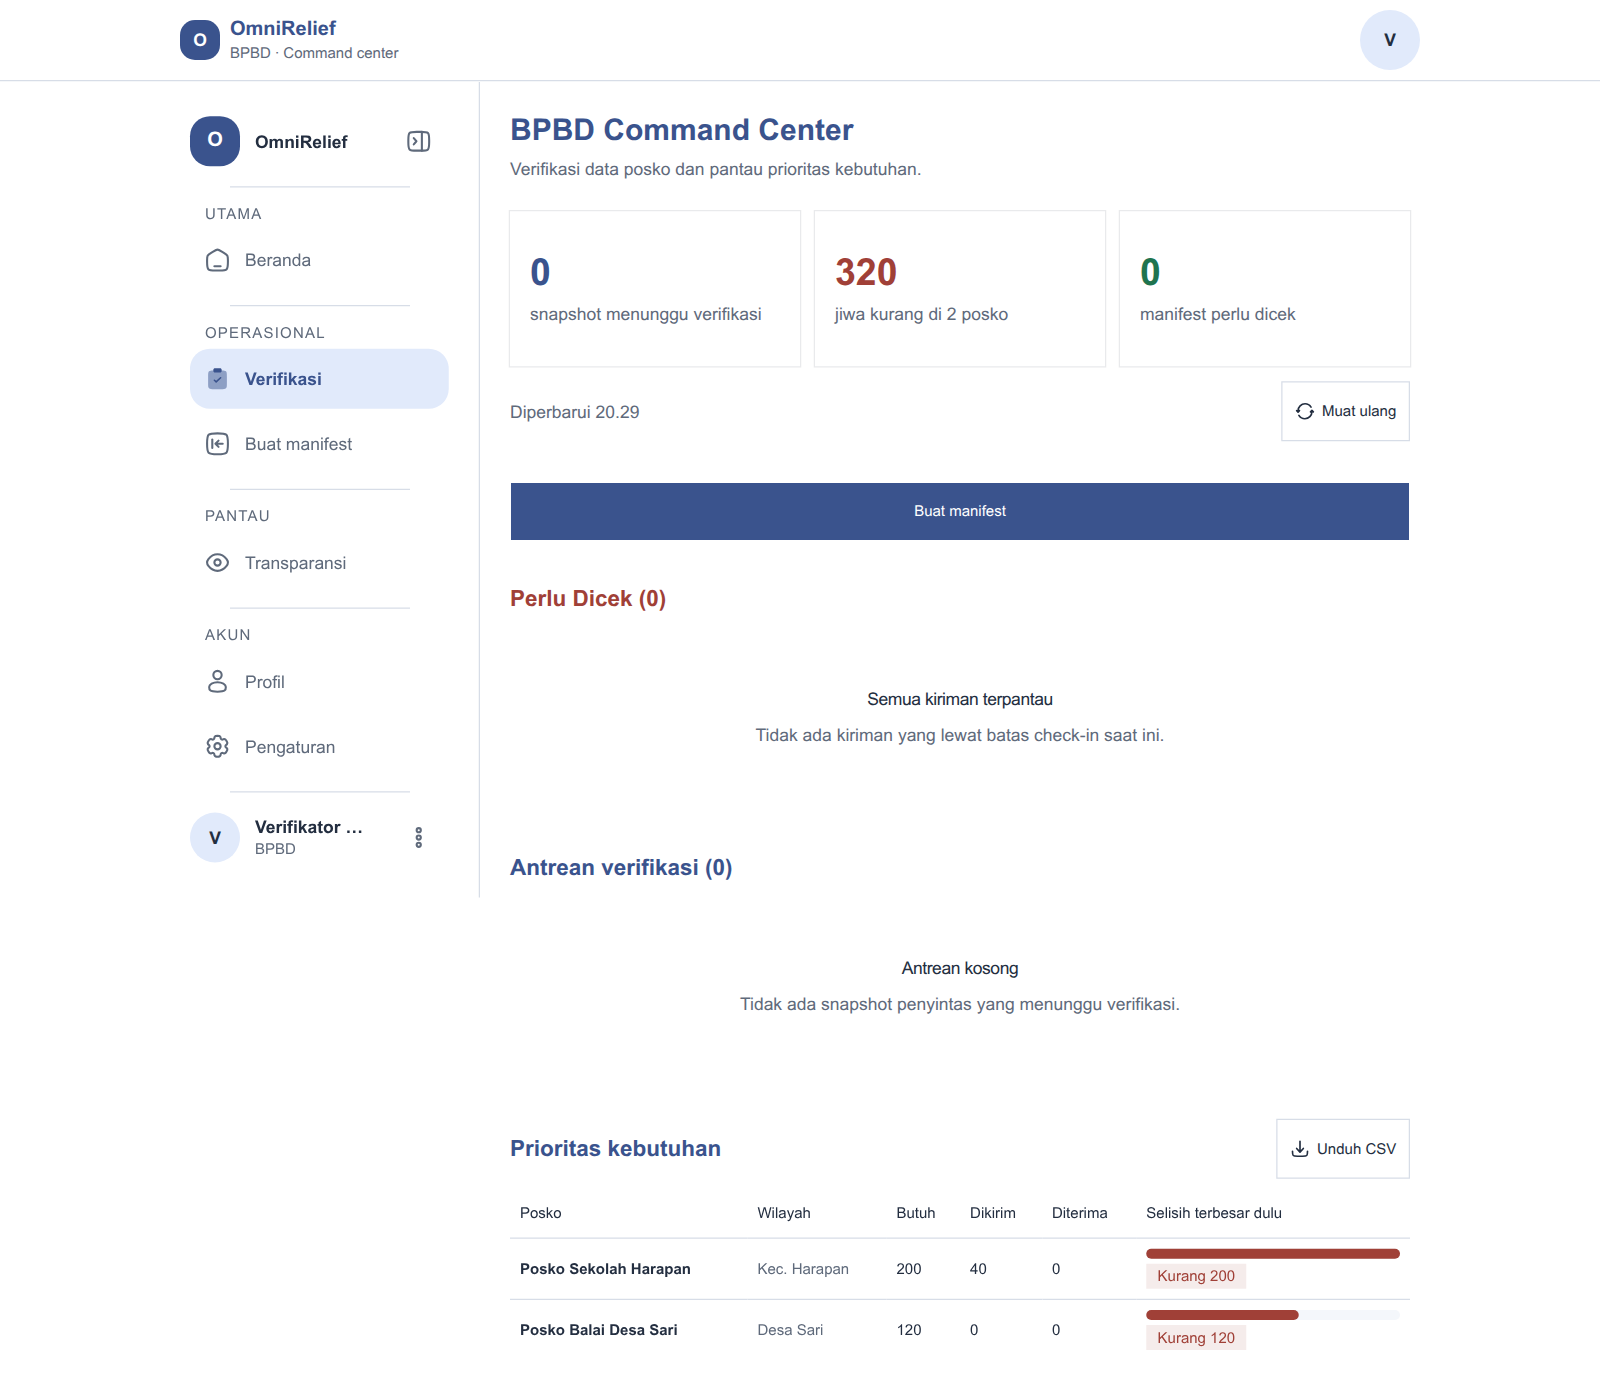 O
OmniRelief
BPBD · Command center
V
O
OmniRelief
UTAMA
Beranda
OPERASIONAL
Verifikasi
Buat manifest
PANTAU
Transparansi
AKUN
Profil
Pengaturan
V
Verifikator …
BPBD
BPBD Command Center
Verifikasi data posko dan pantau prioritas kebutuhan.
0
snapshot menunggu verifikasi
320
jiwa kurang di 2 posko
0
manifest perlu dicek
Diperbarui 20.29
Muat ulang
Buat manifest
Perlu Dicek (0)
Semua kiriman terpantau
Tidak ada kiriman yang lewat batas check-in saat ini.
Antrean verifikasi (0)
Antrean kosong
Tidak ada snapshot penyintas yang menunggu verifikasi.
Prioritas kebutuhan
Unduh CSV
Posko Wilayah Butuh Dikirim Diterima Selisih terbesar dulu
Posko Sekolah Harapan Kec. Harapan 200 40 0 Kurang 200
Posko Balai Desa Sari Desa Sari 120 0 0 Kurang 120